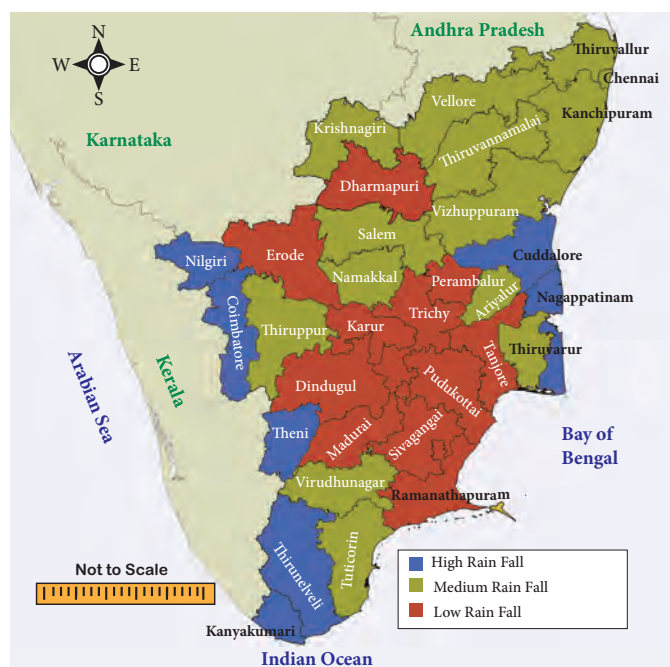 Andhra Pradesh
N
W
E
S
Thiruvallur
Chennai
Vellore
Kanchipuram
Krishnagiri
Karnataka
Thiruvannamalai
Dharmapuri
Vizhuppuram
Salem
Cuddalore
Nilgiri
Erode
Namakkal
Perambalur
Ariyalur
Nagappatinam
Coimbatore
Trichy
Thiruppur
Karur
Thiruvarur
Tanjore
Arabian Sea
Kerala
Dindugul
Pudukottai
Theni
Madurai
Sivagangai
Bay of
Bengal
Virudhunagar
Ramanathapuram
Thirunelveli
Tuticorin
Not to Scale
High Rain Fall
Medium Rain Fall
Low Rain Fall
Kanyakumari
Indian Ocean